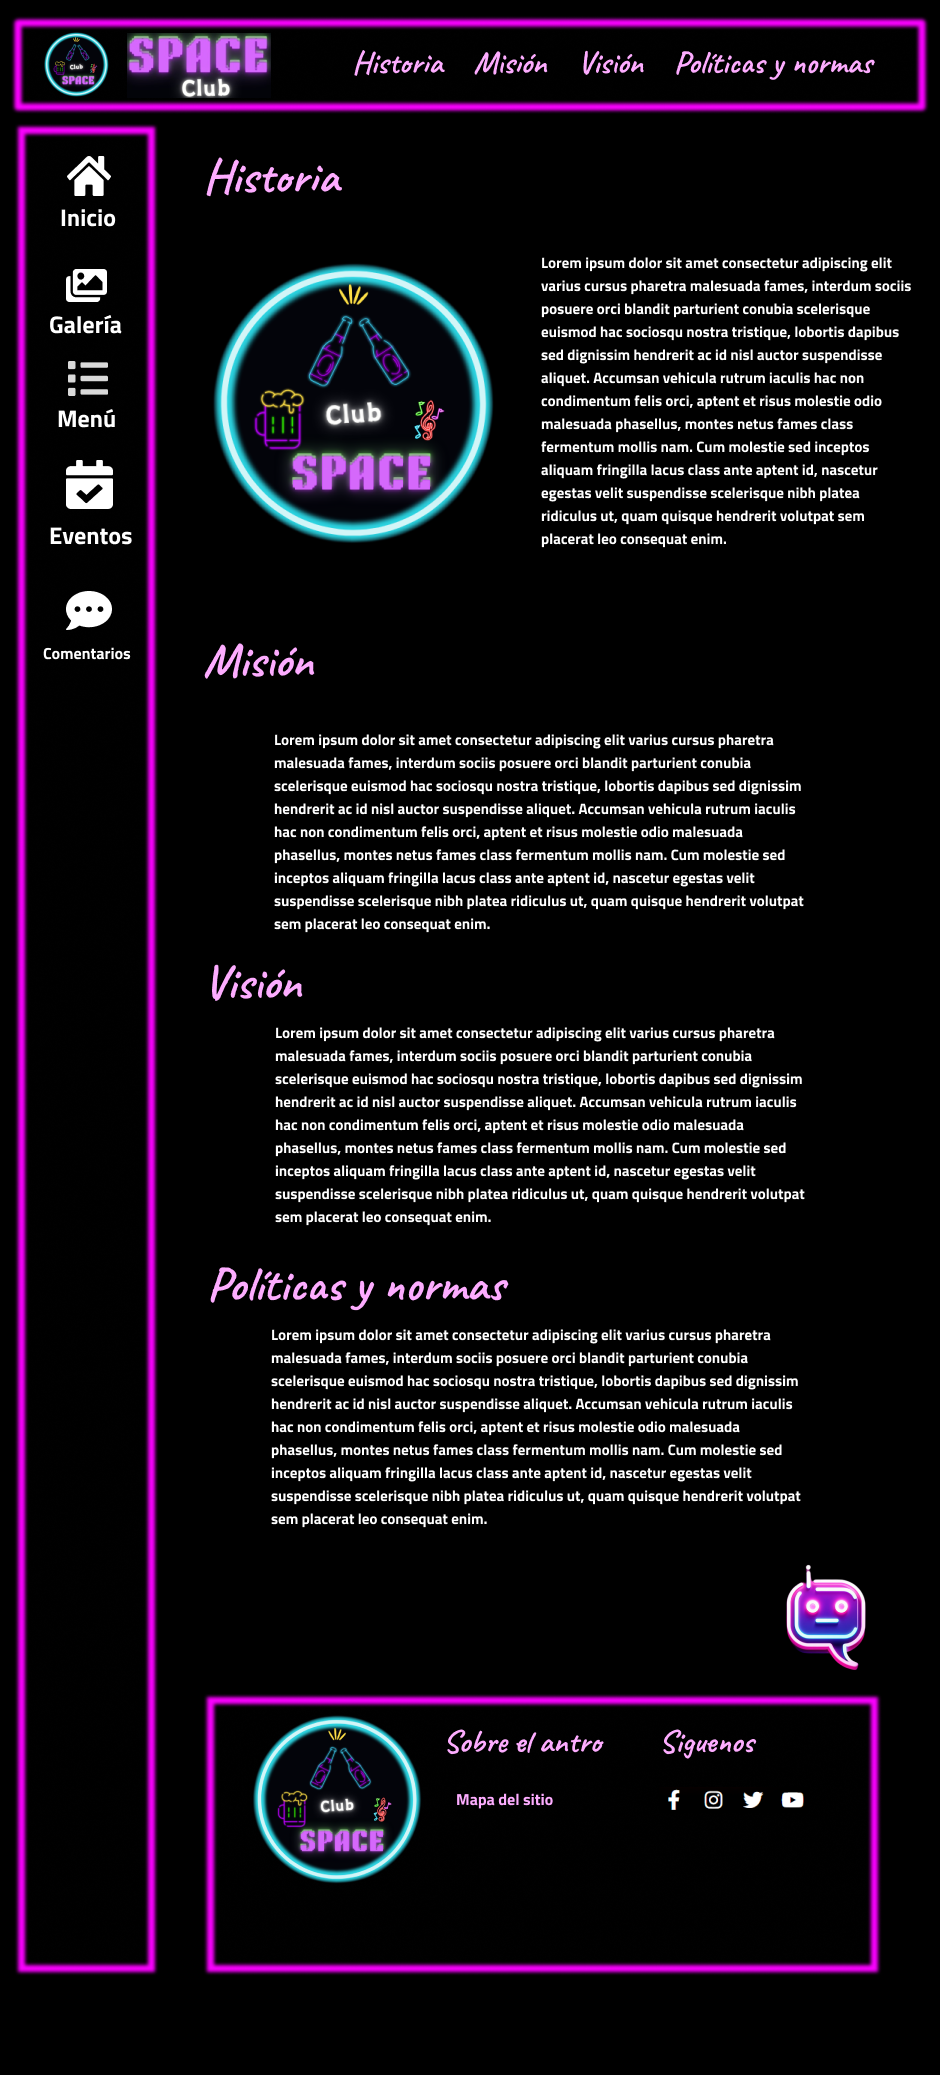 Club
SPACE
SPACE
Club
Historia Misión Visión Políticas y normas
Inicio
Galería
Menú
Eventos
Comentarios
Historia
Club
SPACE
Lorem ipsum dolor sit amet consectetur adipiscing elit
varius cursus pharetra malesuada fames, interdum sociis
posuere orci blandit parturient conubia scelerisque
euismod hac sociosqu nostra tristique, lobortis dapibus
sed dignissim hendrerit ac id nisl auctor suspendisse
aliquet. Accumsan vehicula rutrum iaculis hac non
condimentum felis orci, aptent et risus molestie odio
malesuada phasellus, montes netus fames class
fermentum mollis nam. Cum molestie sed inceptos
aliquam fringilla lacus class ante aptent id, nascetur
egestas velit suspendisse scelerisque nibh platea
ridiculus ut, quam quisque hendrerit volutpat sem
placerat leo consequat enim.
Misión
Lorem ipsum dolor sit amet consectetur adipiscing elit varius cursus pharetra
malesuada fames, interdum sociis posuere orci blandit parturient conubia
scelerisque euismod hac sociosqu nostra tristique, lobortis dapibus sed dignissim
hendrerit ac id nisl auctor suspendisse aliquet. Accumsan vehicula rutrum iaculis
hac non condimentum felis orci, aptent et risus molestie odio malesuada
phasellus, montes netus fames class fermentum mollis nam. Cum molestie sed
inceptos aliquam fringilla lacus class ante aptent id, nascetur egestas velit
suspendisse scelerisque nibh platea ridiculus ut, quam quisque hendrerit volutpat
sem placerat leo consequat enim.
Visión
Lorem ipsum dolor sit amet consectetur adipiscing elit varius cursus pharetra
malesuada fames, interdum sociis posuere orci blandit parturient conubia
scelerisque euismod hac sociosqu nostra tristique, lobortis dapibus sed dignissim
hendrerit ac id nisl auctor suspendisse aliquet. Accumsan vehicula rutrum iaculis
hac non condimentum felis orci, aptent et risus molestie odio malesuada
phasellus, montes netus fames class fermentum mollis nam. Cum molestie sed
inceptos aliquam fringilla lacus class ante aptent id, nascetur egestas velit
suspendisse scelerisque nibh platea ridiculus ut, quam quisque hendrerit volutpat
sem placerat leo consequat enim.
Políticas y normas
Lorem ipsum dolor sit amet consectetur adipiscing elit varius cursus pharetra
malesuada fames, interdum sociis posuere orci blandit parturient conubia
scelerisque euismod hac sociosqu nostra tristique, lobortis dapibus sed dignissim
hendrerit ac id nisl auctor suspendisse aliquet. Accumsan vehicula rutrum iaculis
hac non condimentum felis orci, aptent et risus molestie odio malesuada
phasellus, montes netus fames class fermentum mollis nam. Cum molestie sed
inceptos aliquam fringilla lacus class ante aptent id, nascetur egestas velit
suspendisse scelerisque nibh platea ridiculus ut, quam quisque hendrerit volutpat
sem placerat leo consequat enim.
Club
SPACE
Sobre el antro
Siguenos
Mapa del sitio